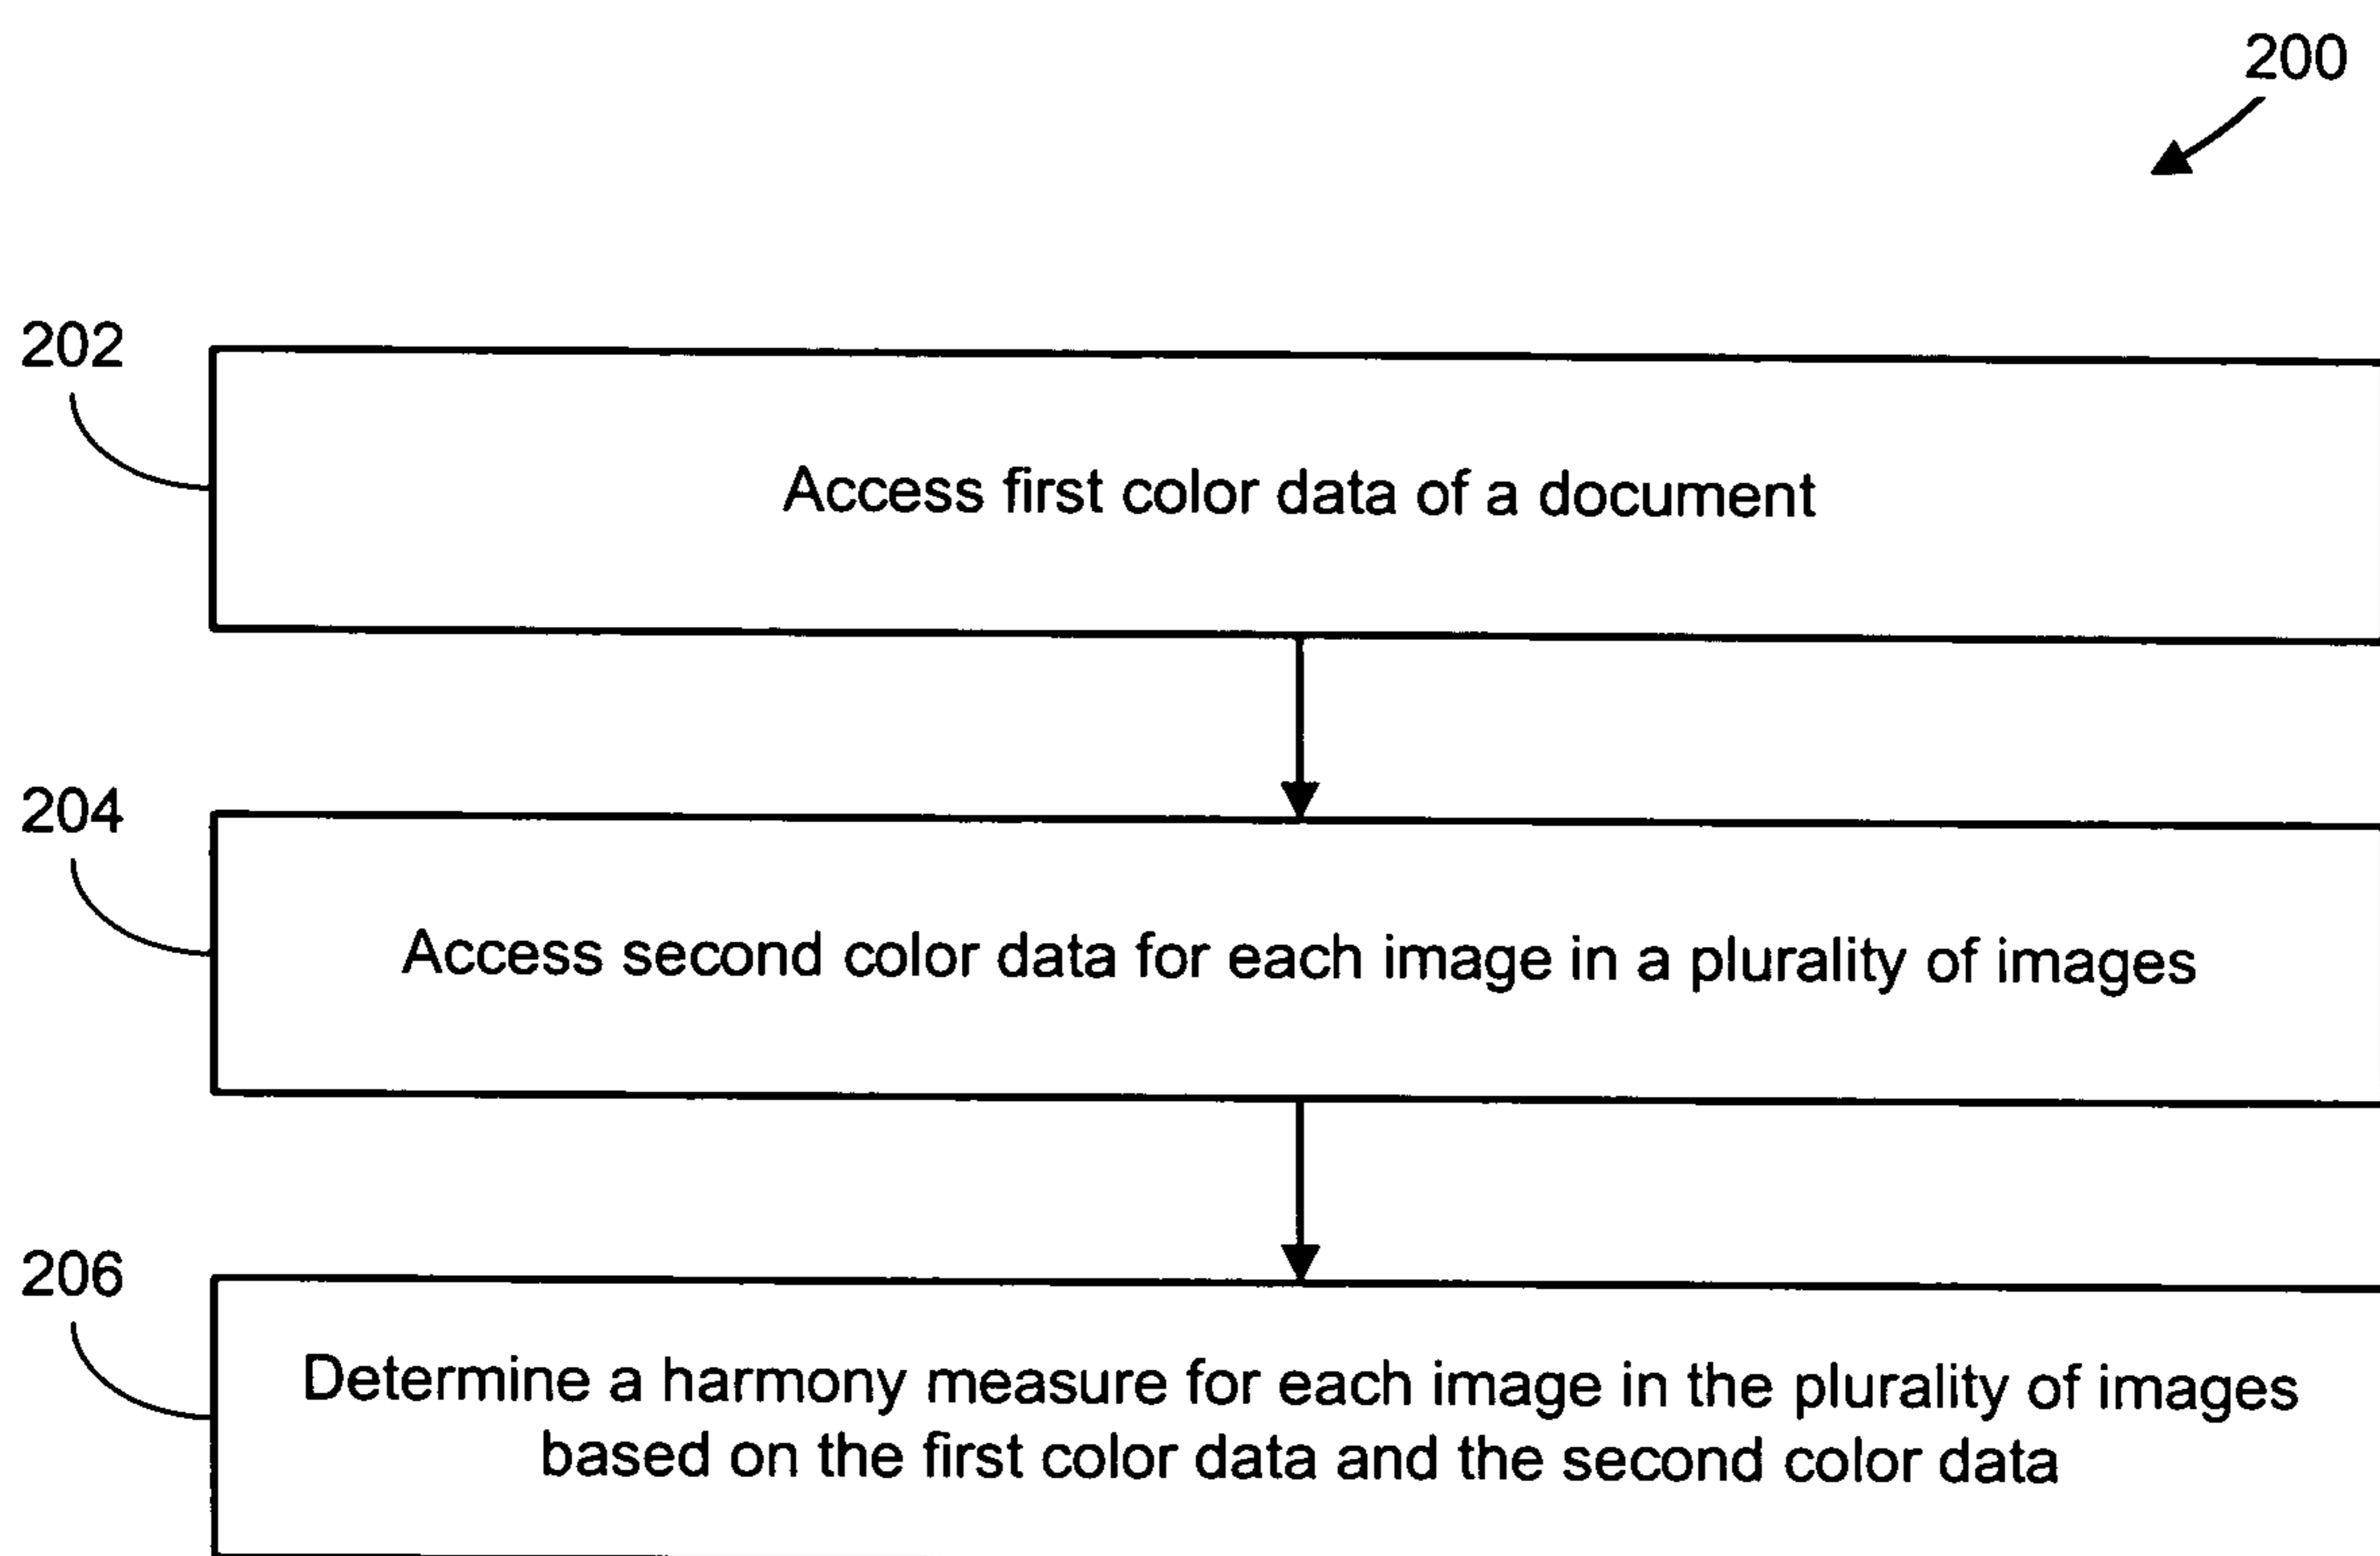 200
202
Access first color data of a document
204
Access second color data for each image in a plurality of images
206
Determine a harmony measure for each image in the plurality of images
based on the first color data and the second color data